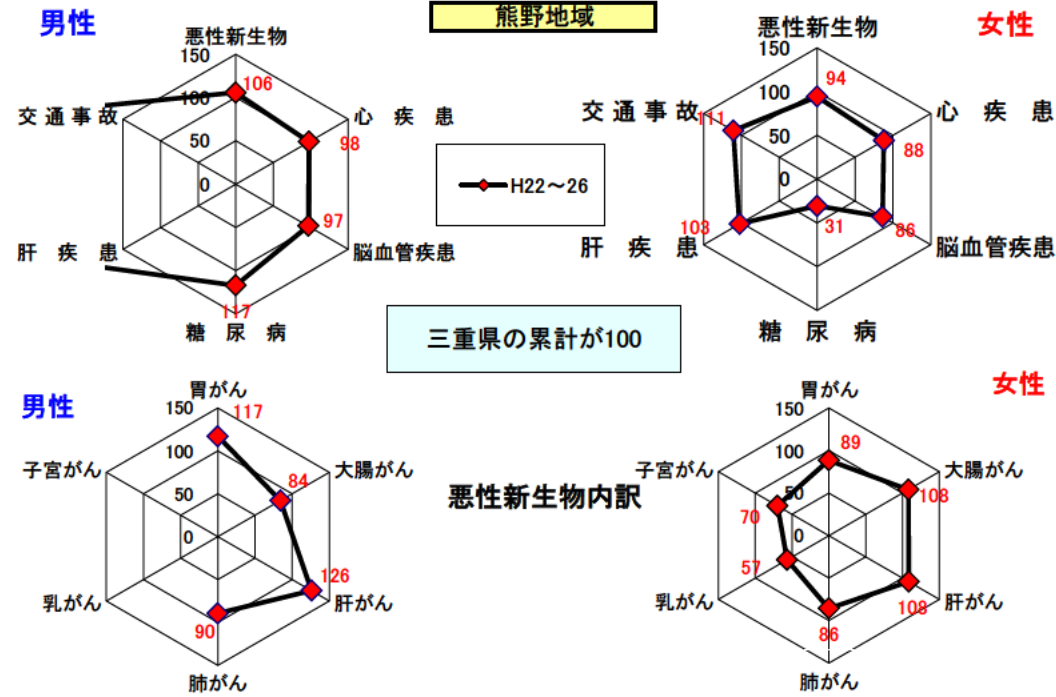 熊野地域
男性
悪性新生物
150
100
50
0
106
心 疾 患
98
脳血管疾患
97
糖 尿 病
117
肝 疾 患
交 通 事 故
H22～26
女性
悪性新生物
150
100
50
0
94
心 疾 患
88
脳血管疾患
86
糖 尿 病
31
肝 疾 患
103
交 通 事 故
111
三重県の累計が100
男性
胃がん
150
100
50
0
117
大腸がん
84
肝がん
126
肺がん
90
乳がん
子宮がん
悪性新生物内訳
女性
胃がん
150
100
50
0
89
大腸がん
108
肝がん
108
肺がん
86
乳がん
57
子宮がん
70